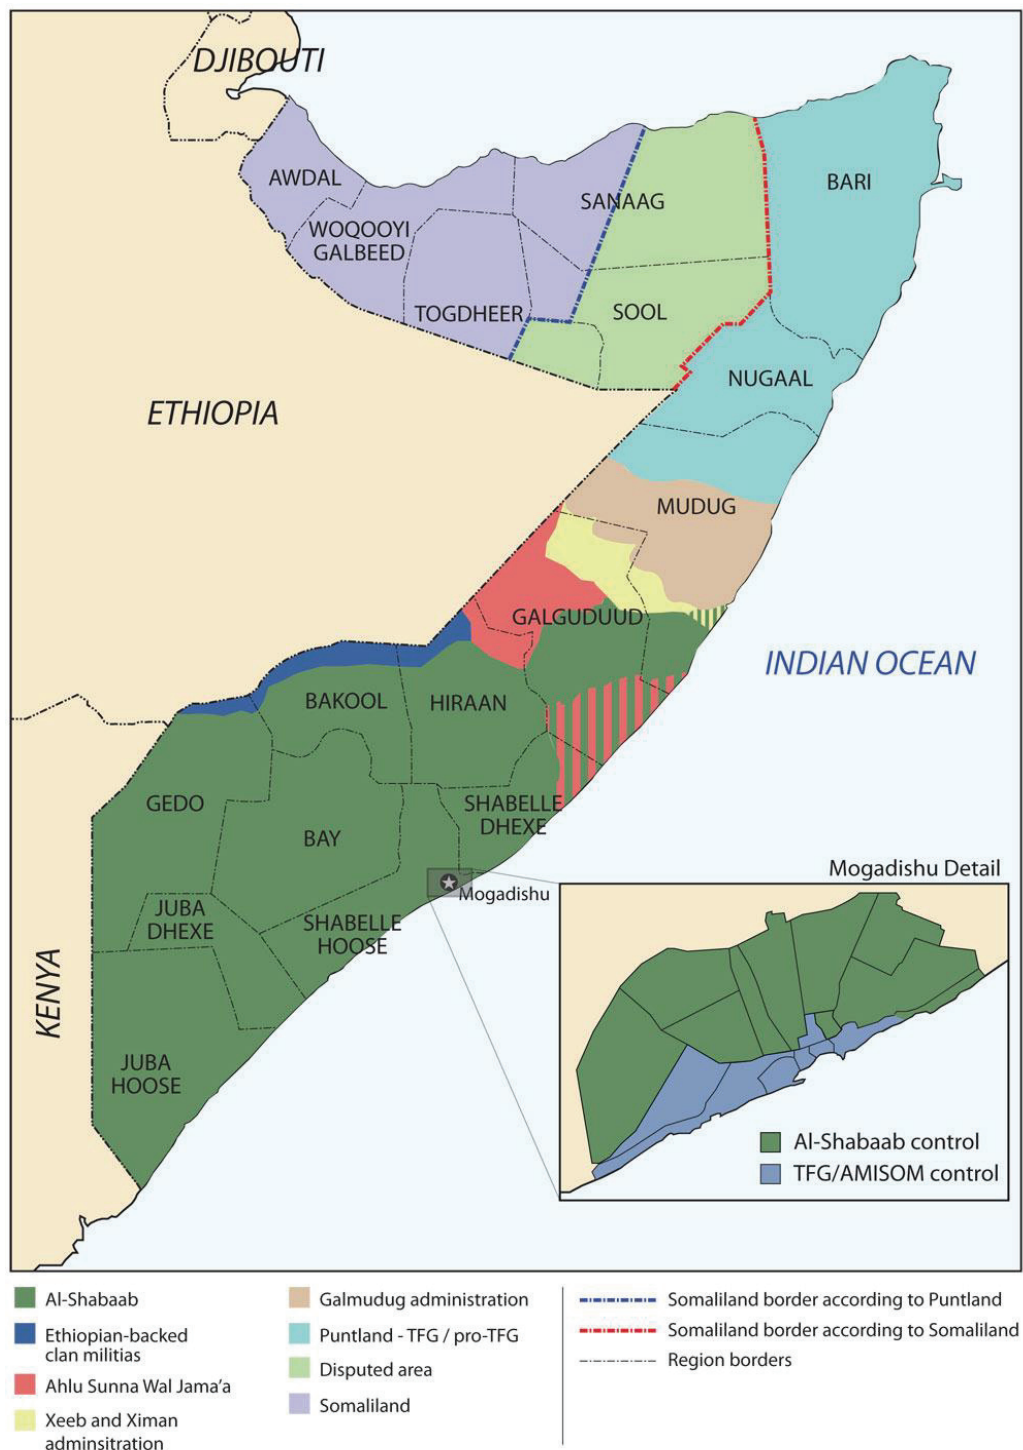 DJIBOUTI
AWDAL
WOQOOYI
GALBEED
TOGDHEER
SANAAG
SOOL
BARI
NUGAAL
ETHIOPIA
MUDUG
GALGUDUUD
INDIAN OCEAN
BAKOOL
HIRAAN
GEDO
BAY
SHABELLE
DHEXE
Mogadishu
JUBA
DHEXE
SHABELLE
HOOSE
KENYA
JUBA
HOOSE
Mogadishu Detail
Al-Shabaab control
TFG/AMISOM control
Al-Shabaab
Ethiopian-backed
clan militias
Ahlu Sunna Wal Jama’a
Xeeb and Ximan
adminsitration
Galmudug administration
Puntland - TFG / pro-TFG
Disputed area
Somaliland
Somaliland border according to Puntland
Somaliland border according to Somaliland
Region borders